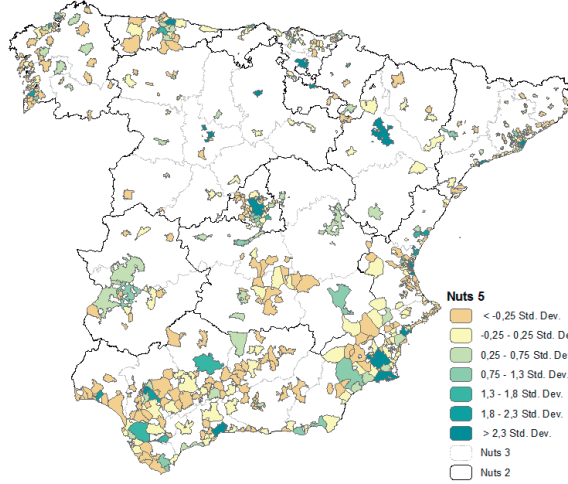 Nuts 5
< -0,25 Std. Dev.
-0,25 - 0,25 Std. De
0,25 - 0,75 Std. De
0,75 - 1,3 Std. Dev.
1,3 - 1,8 Std. Dev.
1,8 - 2,3 Std. Dev.
> 2,3 Std. Dev.
Nuts 3
Nuts 2